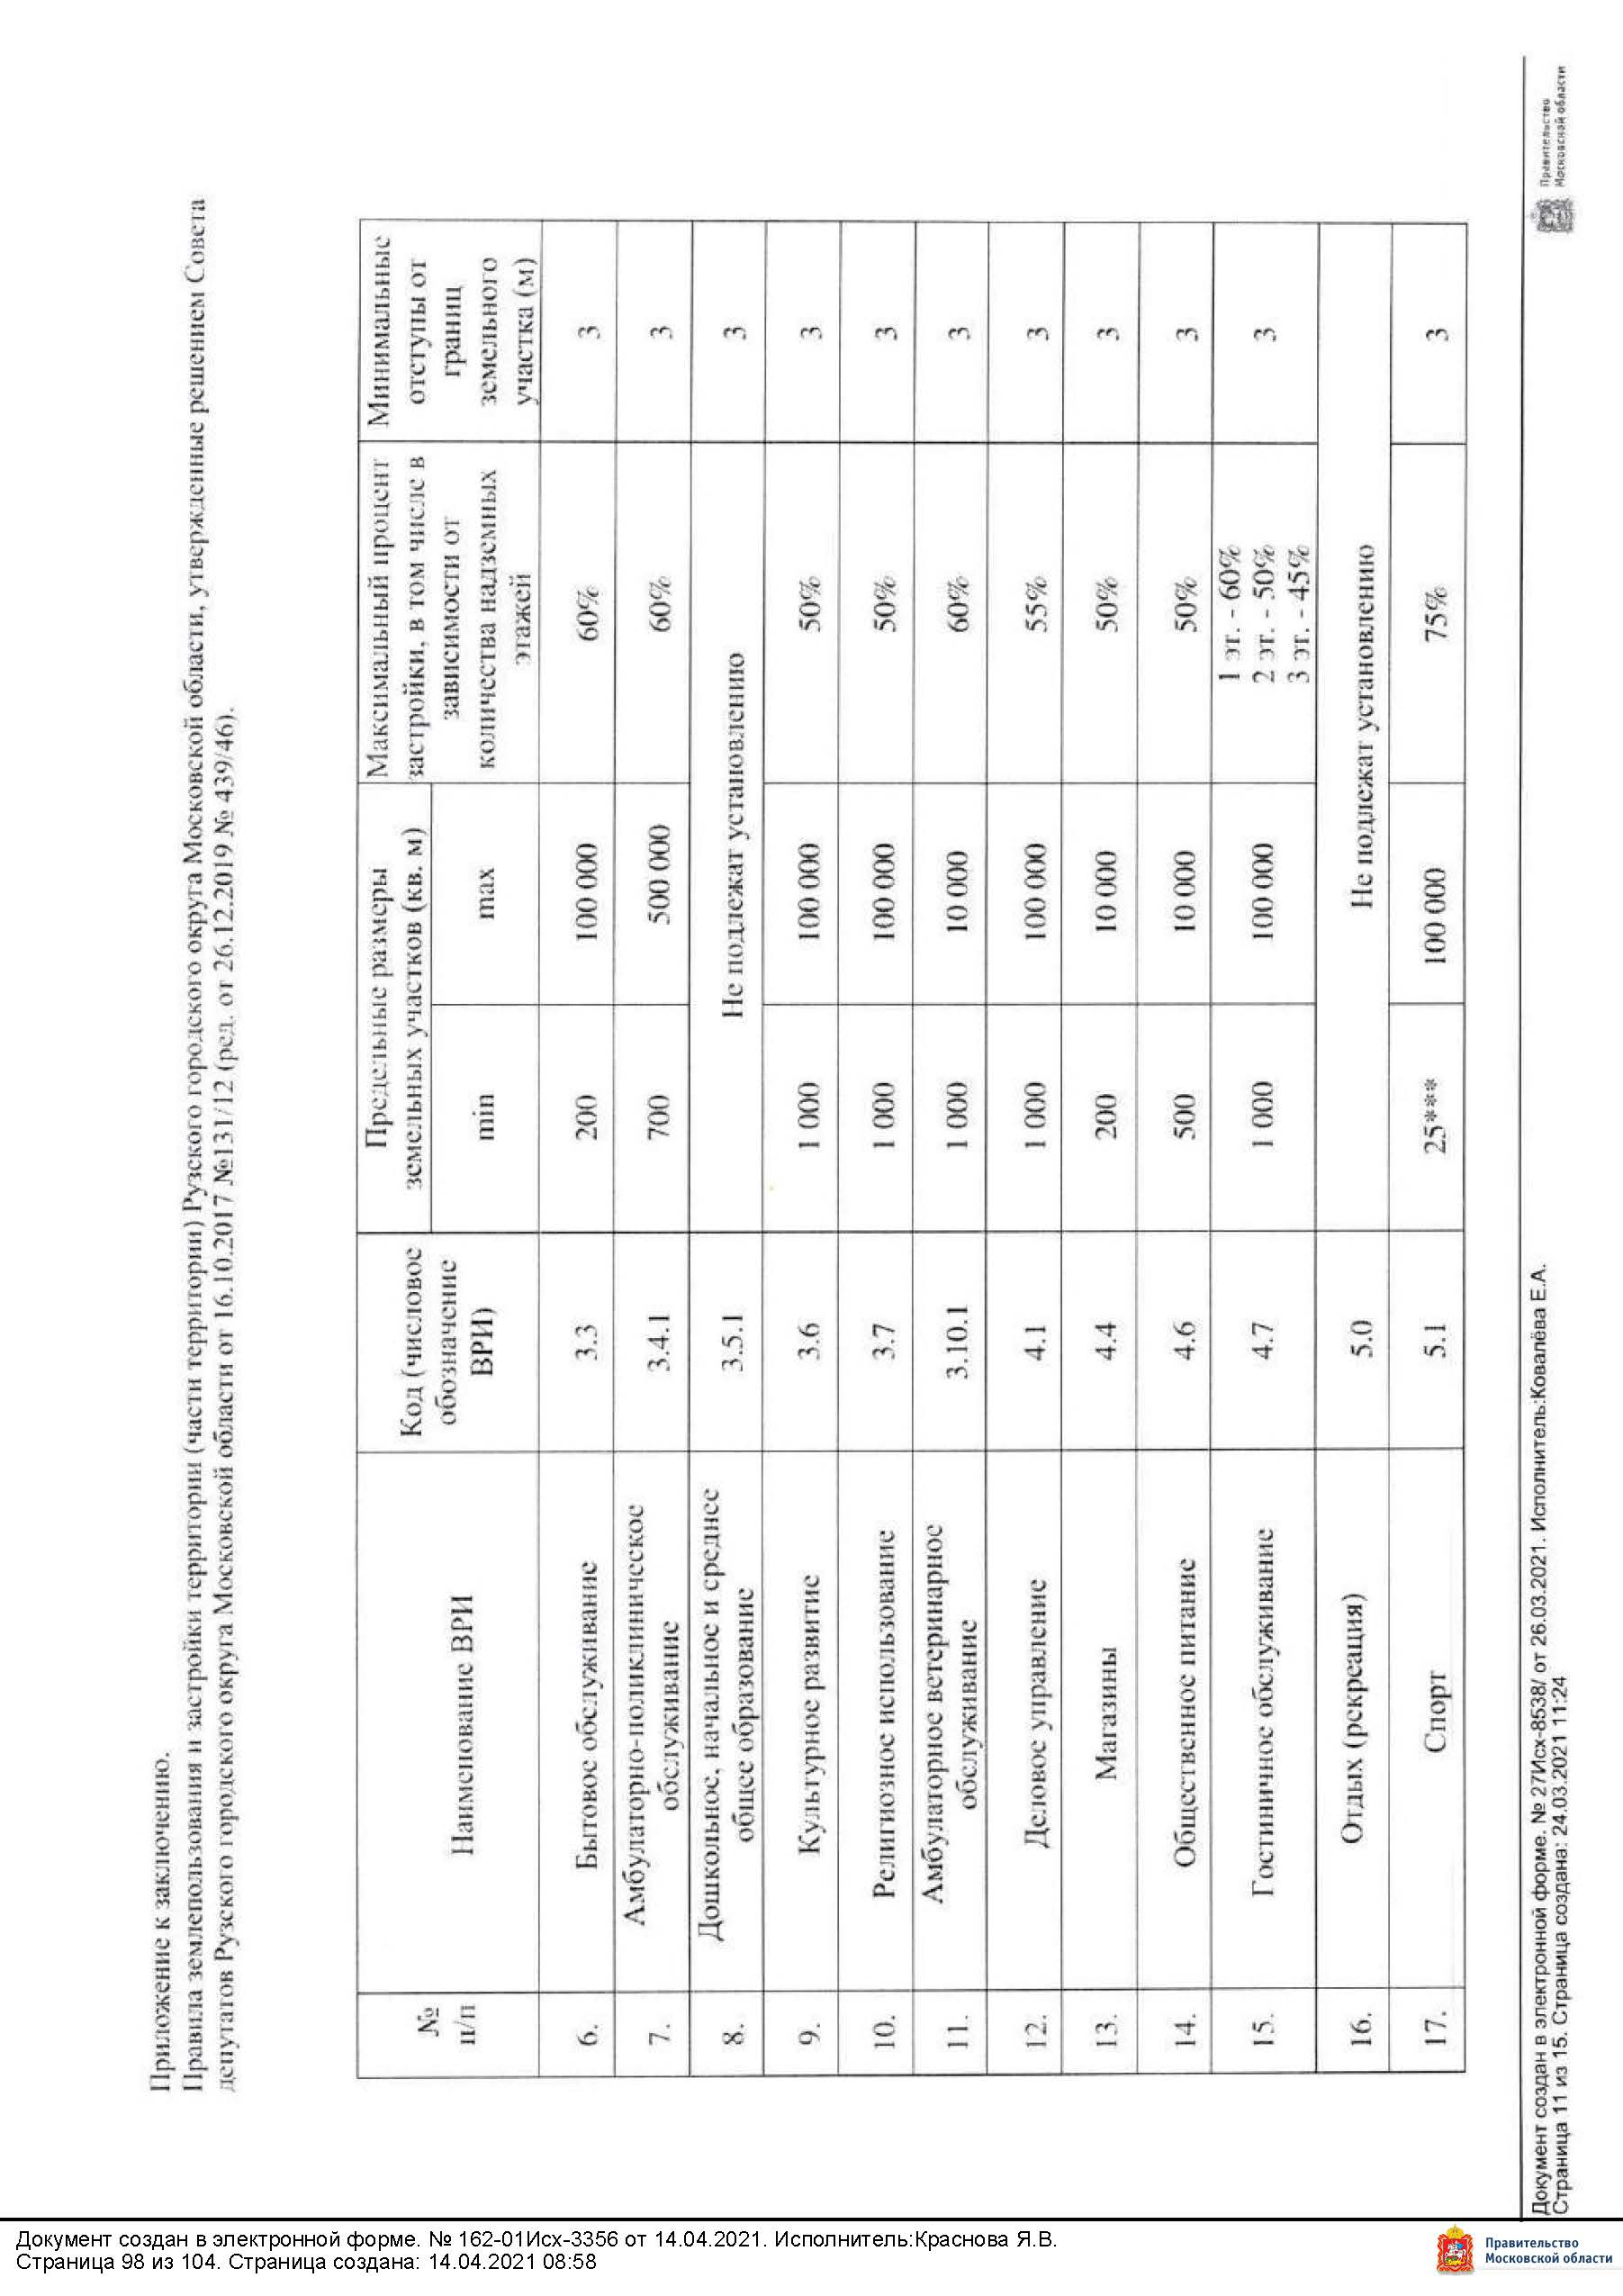 Приложение к заключению.
Правила землепользования и застройки территории (части территории) Рузского городского округа Московской области, утвержденные решением Совета
депутатов Рузского городского округа Московской области от 16.10.2017 №131/12 (ред. от 26.12.2019 № 439/46).
№
п/п
Наименование ВРИ
Код (числовое
обозначение
ВРИ)
Предельные размеры
земельных участков (кв. м)
min
max
Максимальный процент
застройки, в том числе в
зависимости от
количества надземных
этажей
Минимальные
отступы от
границ
земельного
участка (м)
6. Бытовое обслуживание 3.3 200 100 000 60% 3
7. Амбулаторно-поликлиническое
обслуживание 3.4.1 700 500 000 60% 3
8. Дошкольное, начальное и среднее
общее образование 3.5.1 Не подлежат установлению 3
9. Культурное развитие 3.6 1 000 100 000 50% 3
10. Религиозное использование 3.7 1 000 100 000 50% 3
11. Амбулаторное ветеринарное
обслуживание 3.10.1 1 000 10 000 60% 3
12. Деловое управление 4.1 1 000 100 000 55% 3
13. Магазины 4.4 200 10 000 50% 3
14. Общественное питание 4.6 500 10 000 50% 3
15. Гостиничное обслуживание 4.7 1 000 100 000 1 эт. - 60%
2 эт. - 50%
3 эт. - 45%
3
16. Отдых (рекреация) 5.0 Не подлежат установлению
17. Спорт 5.1 25*** 100 000 75% 3
Документ создан в электронной форме. № 27Исх-8538/ от 26.03.2021. Исполнитель:Ковалёва Е.А.
Страница 11 из 15. Страница создана: 24.03.2021 11:24
Правительство
Московской области
Документ создан в электронной форме. № 162-01Исх-3356 от 14.04.2021. Исполнитель:Краснова Я.В.
Страница 98 из 104. Страница создана: 14.04.2021 08:58
Правительство
Московской области